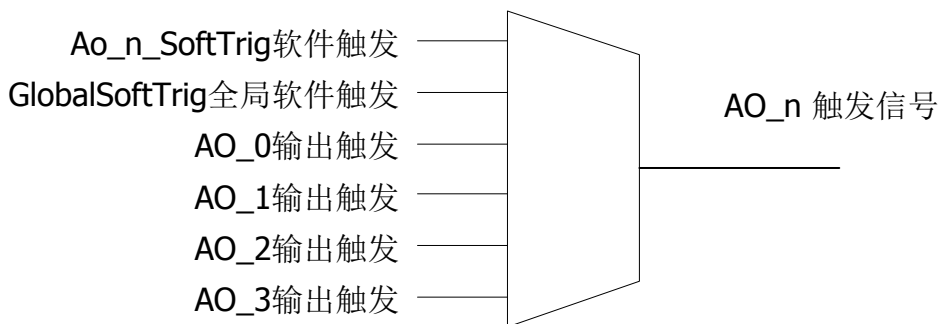 Ao_n_SoftTrig软件触发
GlobalSoftTrig全局软件触发
AO_0输出触发
AO_1输出触发
AO_2输出触发
AO_3输出触发
AO_n 触发信号